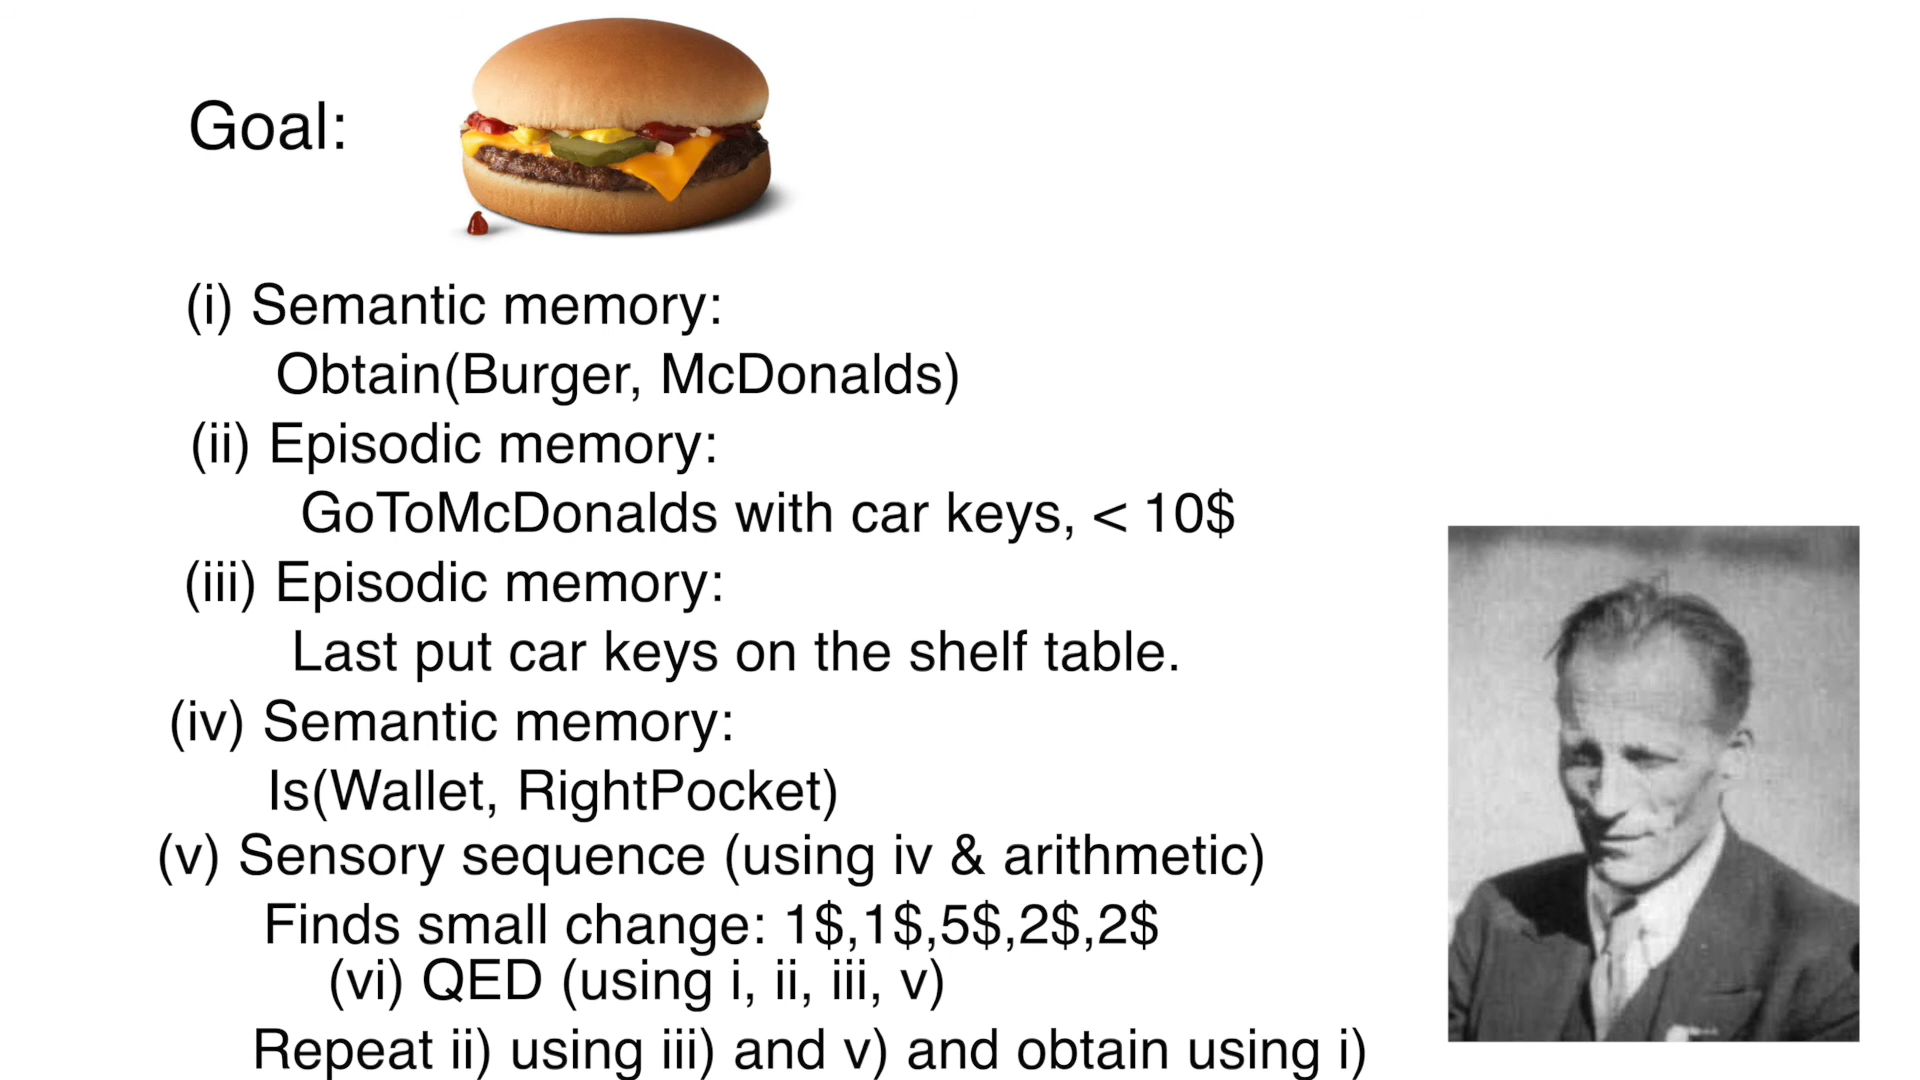 Goal:
(i) Semantic memory:
Obtain(Burger, McDonalds)
(ii) Episodic memory:
GoToMcDonalds with car keys, < 10$
(iii) Episodic memory:
Last put car keys on the shelf table.
(iv) Semantic memory:
Is(Wallet, RightPocket)
(v) Sensory sequence (using iv & arithmetic)
Finds small change: 1$,1$,5$,2$,2$
(vi) QED (using i, ii, iii, v)
Repeat ii) using iii) and v) and obtain using i)